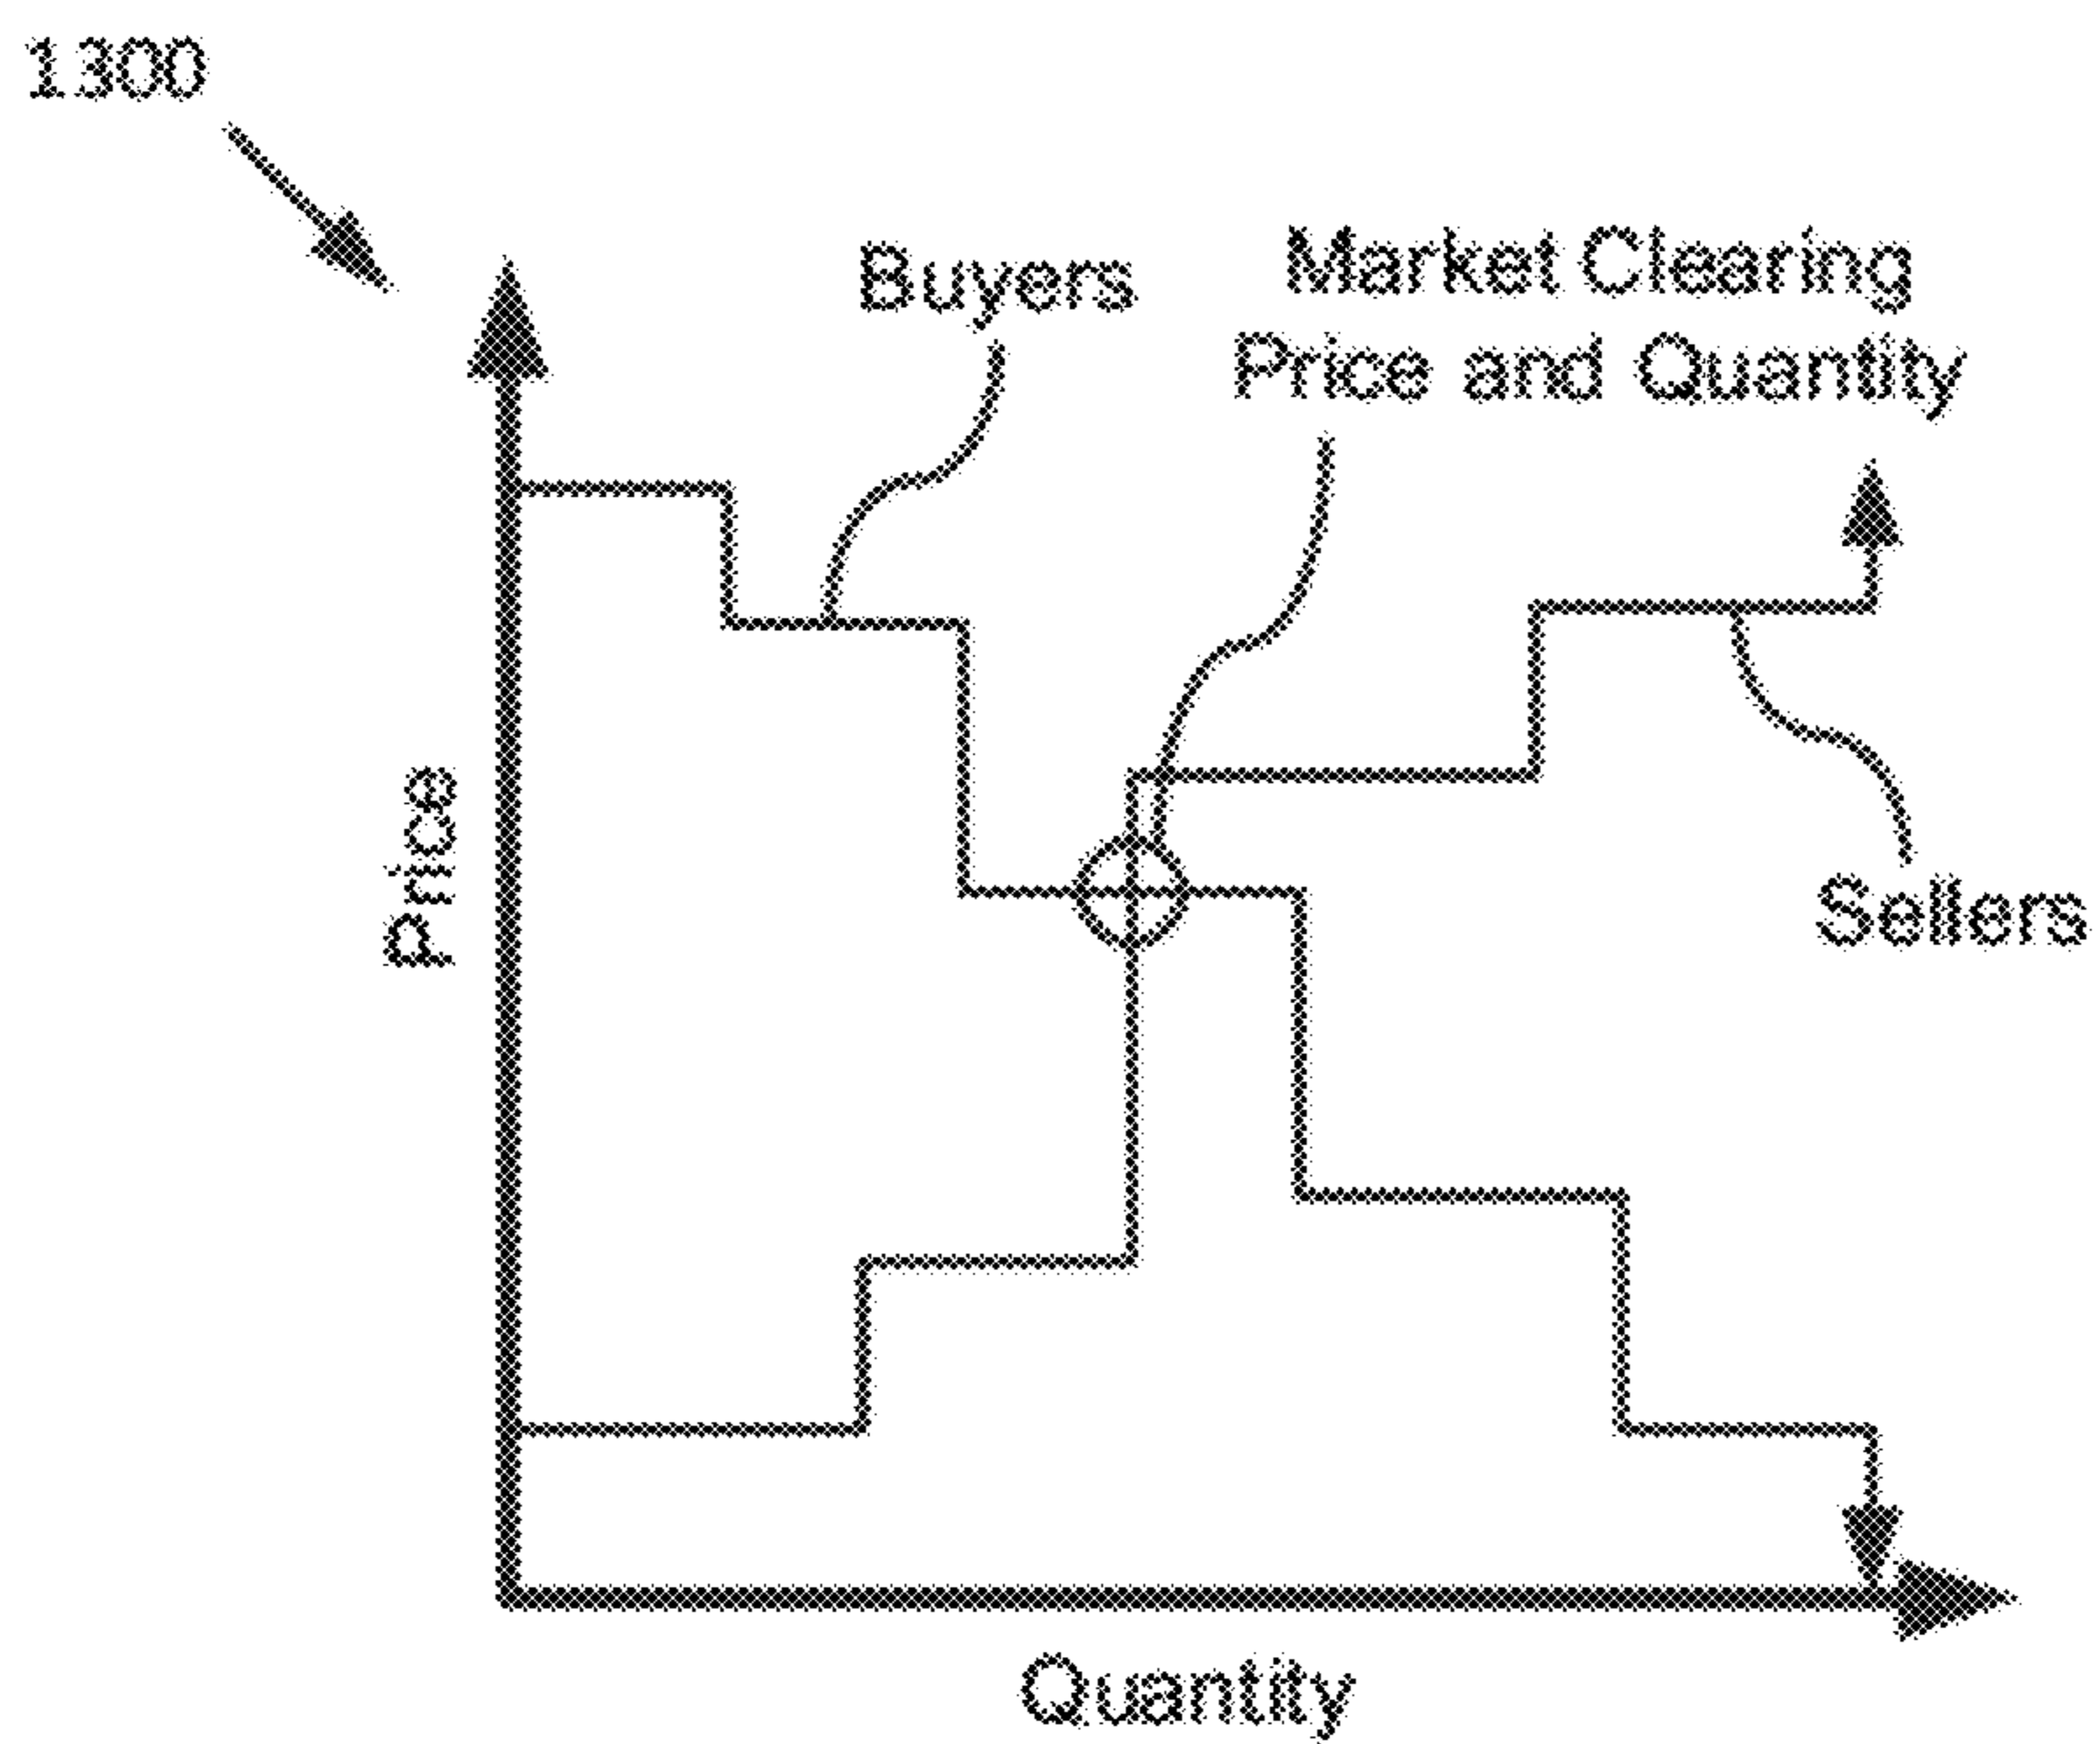 1300
Buyers
Market Clearing
Price and Quantity
Price
Sellers
Quantity